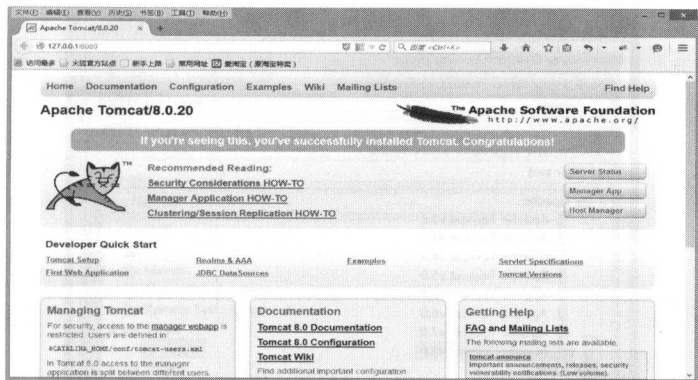 文件(F) 编辑(E) 查看(V) 历史(S) 书签(B) 工具(T) 帮助(H)
Apache Tomcat/8.0.20
127.0.0.1:8080
百度 <Ctrl+K>
访问最多 火狐官方站点 新手上路 常用网址 爱淘宝 (原淘宝特卖)
Home Documentation Configuration Examples Wiki Mailing Lists Find Help
Apache Tomcat/8.0.20
The Apache Software Foundation
http://www.apache.org/
If you're seeing this, you've successfully installed Tomcat. Congratulations!
TM
Recommended Reading:
Security Considerations HOW-TO
Manager Application HOW-TO
Clustering/Session Replication HOW-TO
Server Status
Manager App
Host Manager
Developer Quick Start
Tomcat Setup
First Web Application
Realms & AAA
JDBC DataSources
Examples
Servlet Specifications
Tomcat Versions
Managing Tomcat
For security, access to the manager webapp is
restricted. Users are defined in:
$CATALINA_HOME/conf/tomcat-users.xml
In Tomcat 8.0 access to the manager
application is split between different users.
Documentation
Tomcat 8.0 Documentation
Tomcat 8.0 Configuration
Tomcat Wiki
Find additional important configuration
Getting Help
FAQ and Mailing Lists
The following mailing lists are available:
tomcat-announce
Important announcements, releases, security
vulnerability notifications. (Low volume).